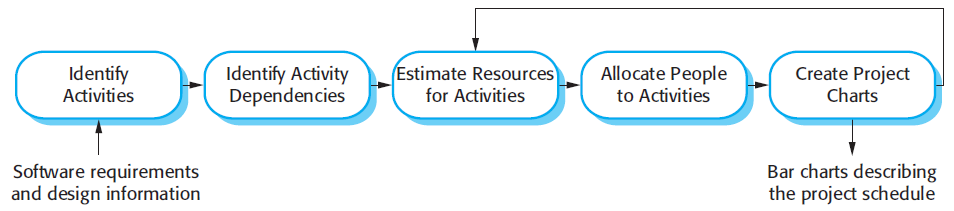 Identify
Activities
Identify Activity
Dependencies
Estimate Resources
for Activities
Allocate People
to Activities
Create Project
Charts
Software requirements
and design information
Bar charts describing
the project schedule